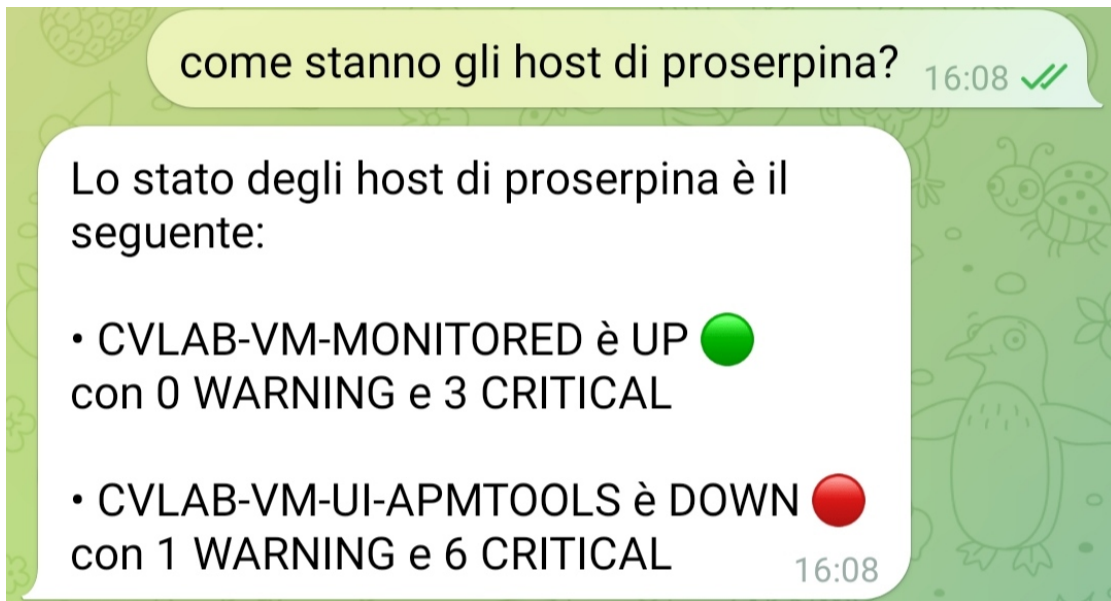 come stanno gli host di proserpina? 16:08
Lo stato degli host di proserpina è il
seguente:
• CVLAB-VM-MONITORED è UP
con 0 WARNING e 3 CRITICAL
• CVLAB-VM-UI-APMTOOLS è DOWN
con 1 WARNING e 6 CRITICAL
16:08